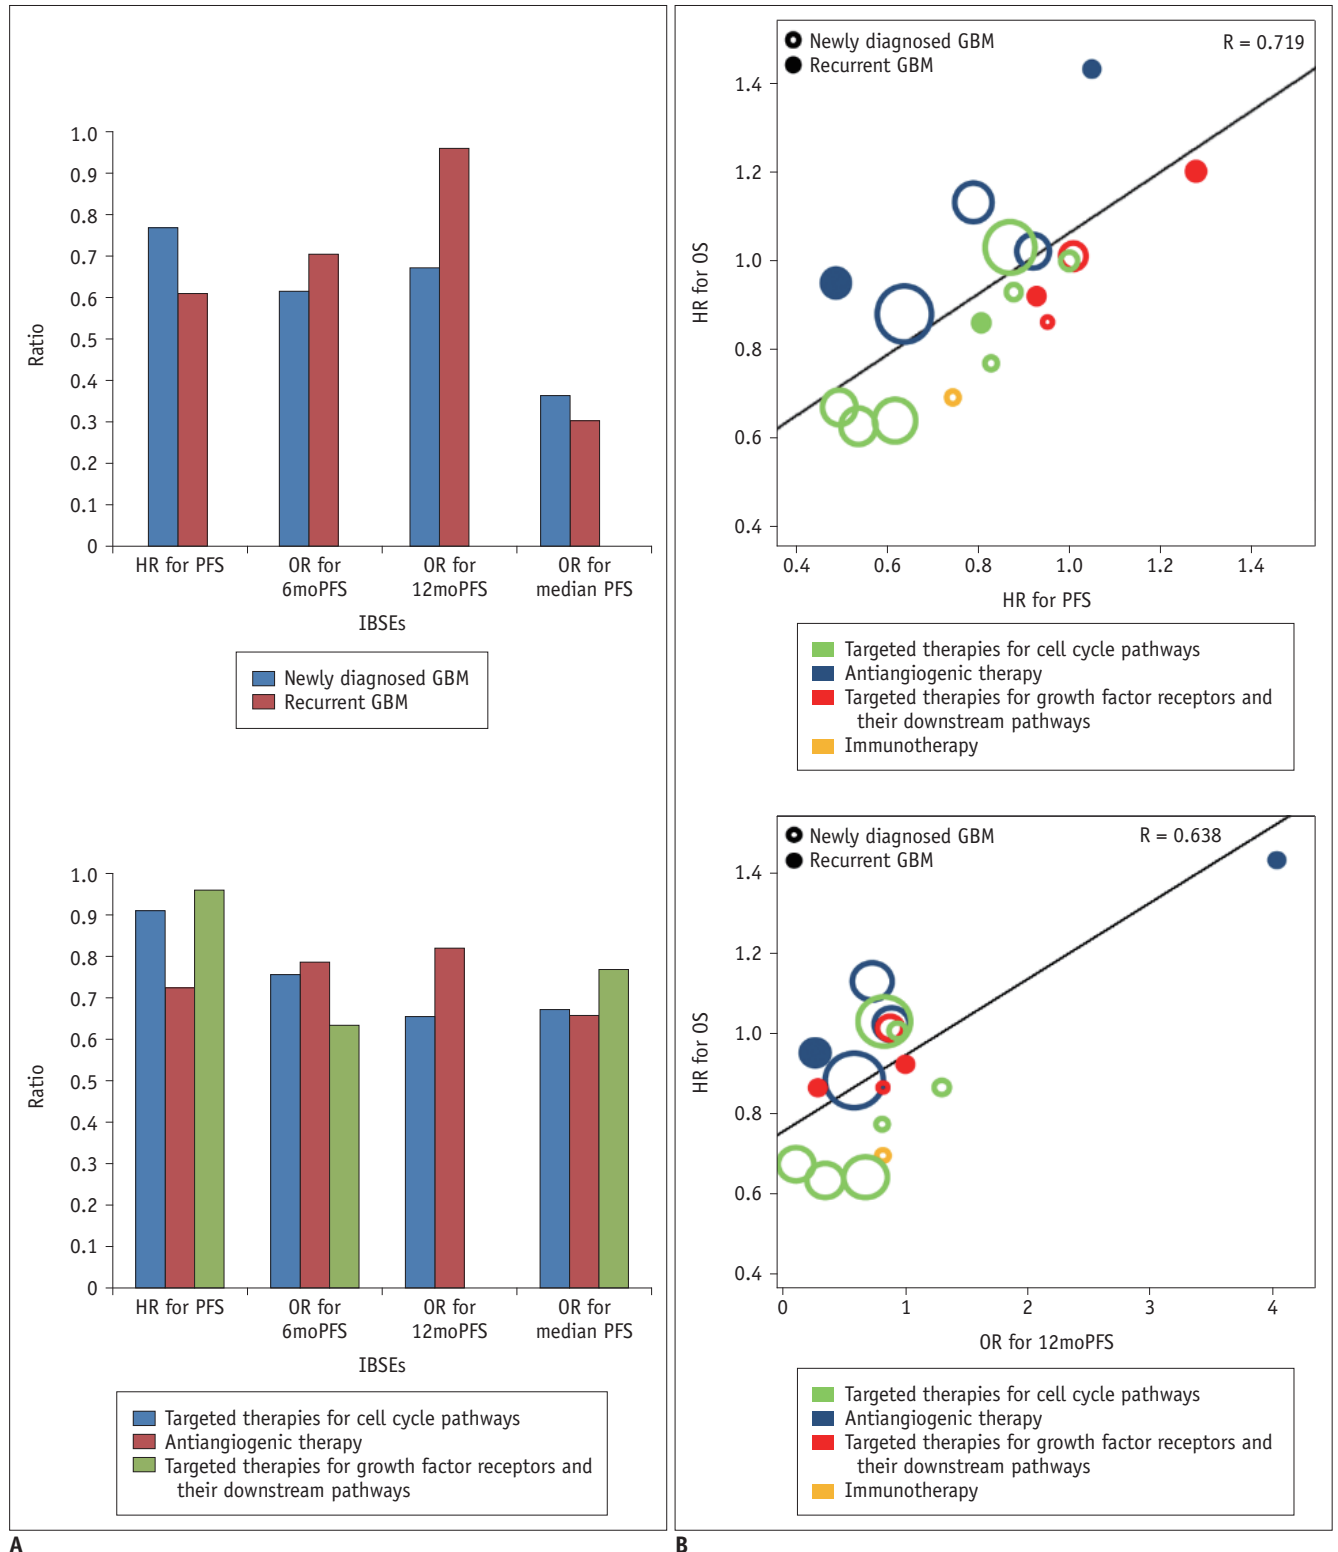 1.0
0.9
0.8
0.7
0.6
0.5
0.4
0.3
0.2
0.1
0
Ratio
HR for PFS
OR for
6moPFS
OR for
12moPFS
OR for
median PFS
IBSEs
Newly diagnosed GBM
Recurrent GBM
1.0
0.9
0.8
0.7
0.6
0.5
0.4
0.3
0.2
0.1
0
Ratio
HR for PFS
OR for
6moPFS
OR for
12moPFS
OR for
median PFS
IBSEs
Targeted therapies for cell cycle pathways
Antiangiogenic therapy
Targeted therapies for growth factor receptors and
their downstream pathways
A
Newly diagnosed GBM
Recurrent GBM
R = 0.719
1.4
1.2
1.0
0.8
0.6
0.4
HR for OS
0.4 0.6 0.8 1.0 1.2 1.4
HR for PFS
Targeted therapies for cell cycle pathways
Antiangiogenic therapy
Targeted therapies for growth factor receptors and
their downstream pathways
Immunotherapy
Newly diagnosed GBM
Recurrent GBM
R = 0.638
1.4
1.2
1.0
0.8
0.6
0.4
HR for OS
0 1 2 3 4
OR for 12moPFS
Targeted therapies for cell cycle pathways
Antiangiogenic therapy
Targeted therapies for growth factor receptors and
their downstream pathways
Immunotherapy
B